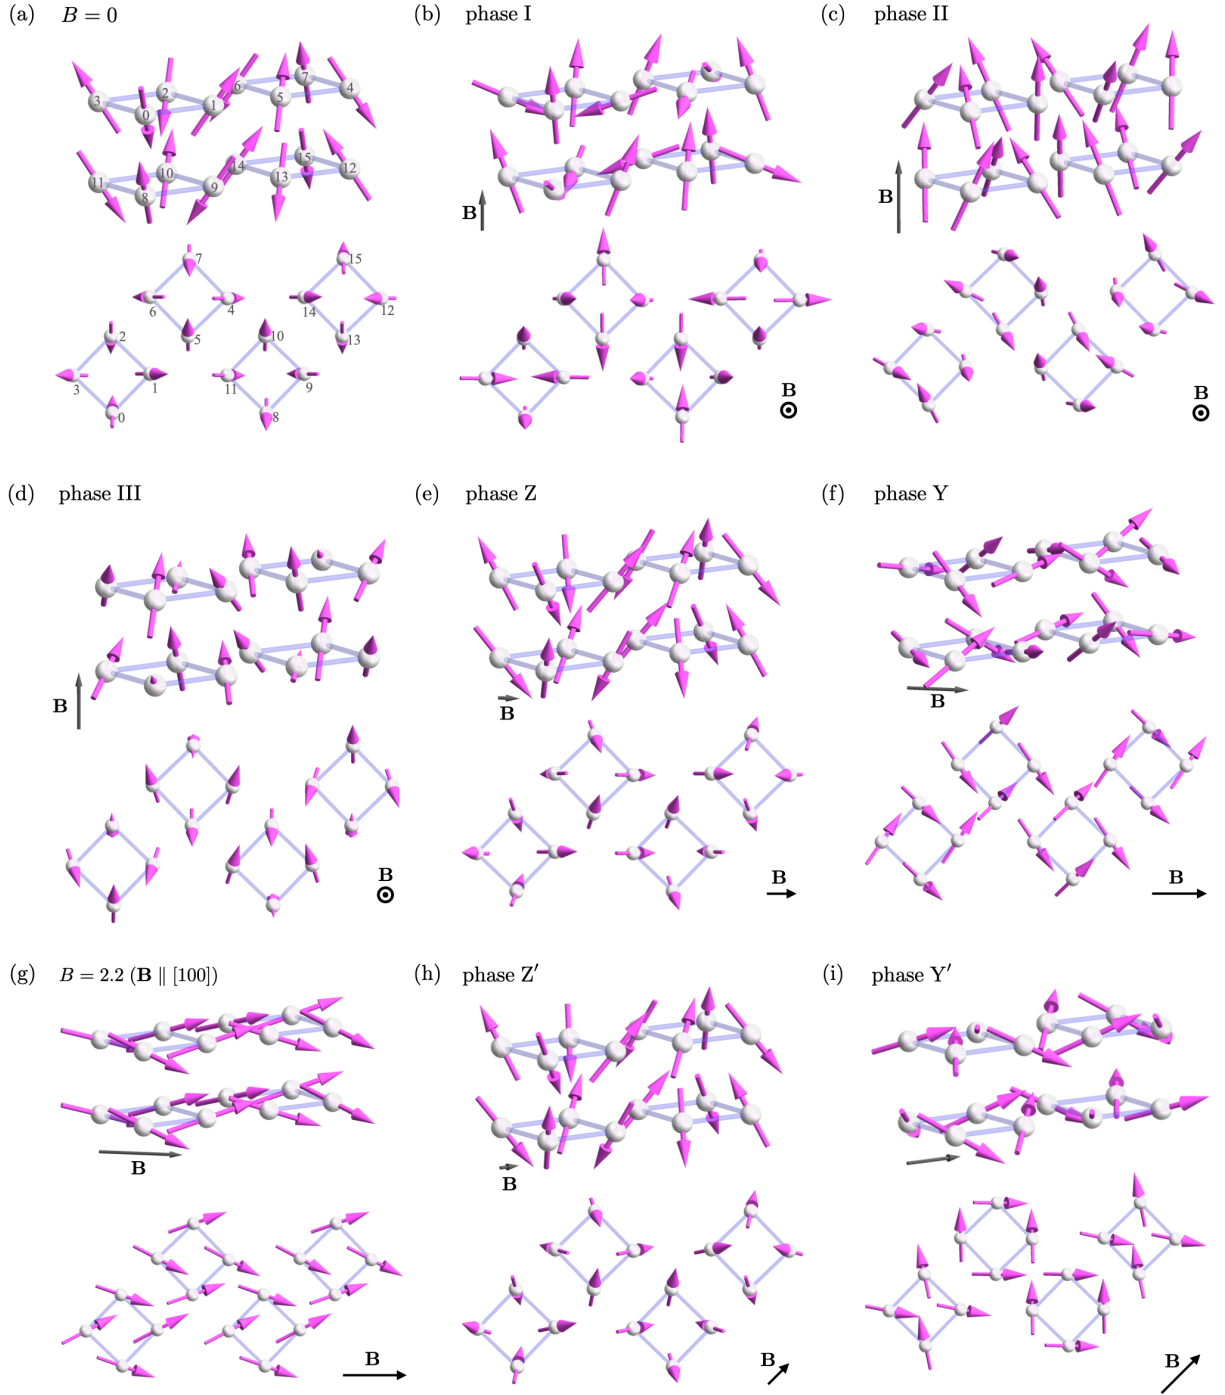 (a) B = 0
(b) phase I
(c) phase II
3 2 0 1 6 5 7 4
11 10 8 9 14 13 15 12
B
B
7 15
6 4 14 12
5 10 13
2
3 1 11 9
0 8
B
B
(d) phase III
(e) phase Z
(f) phase Y
B
B
B
B
B
B
(g) B = 2.2 (B ∥ [100])
(h) phase Z′
(i) phase Y′
B
B
B
B
B